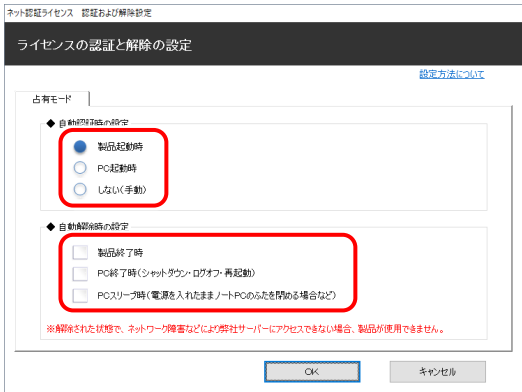 ネット認証ライセンス 認証および解除設定
ライセンスの認証と解除の設定
設定方法について
占有モード
◆ 自動認証時の設定
製品起動時
PC起動時
しない(手動)
◆ 自動解除時の設定
製品終了時
PC終了時(シャットダウン・ログオフ・再起動)
PCスリープ時(電源を入れたままノートPCのふたを閉める場合など)
※解除された状態で、ネットワーク障害などにより弊社サーバーにアクセスできない場合、製品が使用できません。
OK
キャンセル